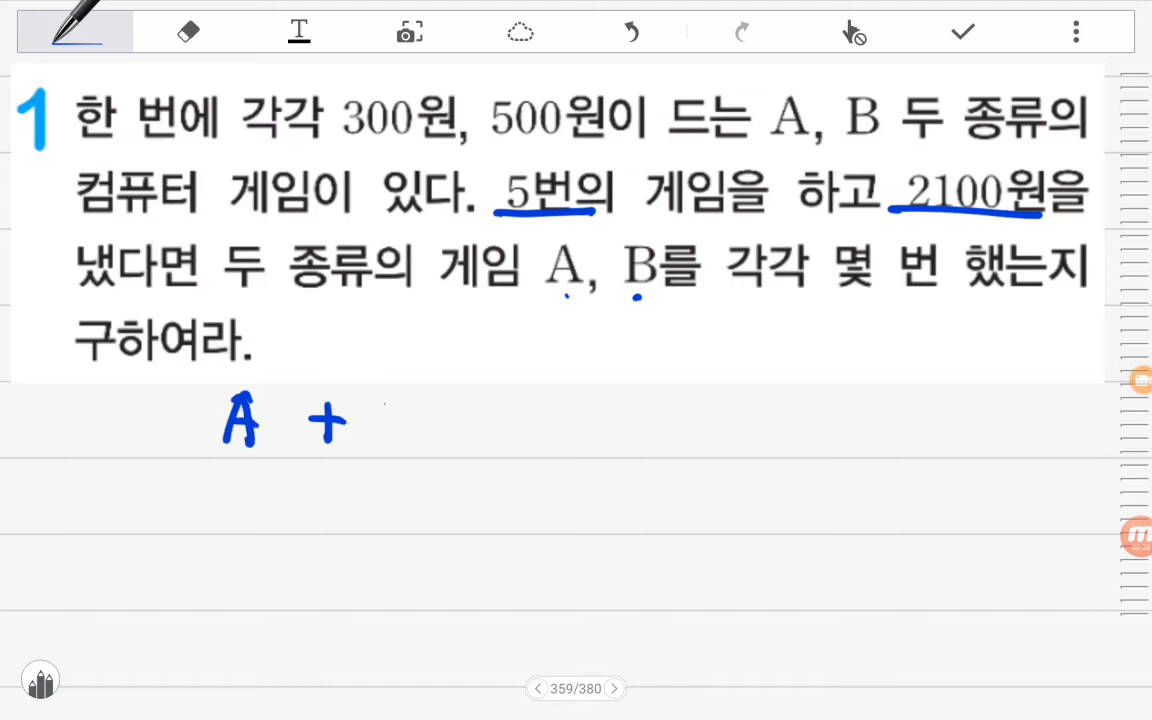 T
1 한 번에 각각 300원, 500원이 드는 A, B 두 종류의
컴퓨터 게임이 있다. 5번의 게임을 하고 2100원을
냈다면 두 종류의 게임 A, B를 각각 몇 번 했는지
구하여라.
A +
m
00:28
359/380